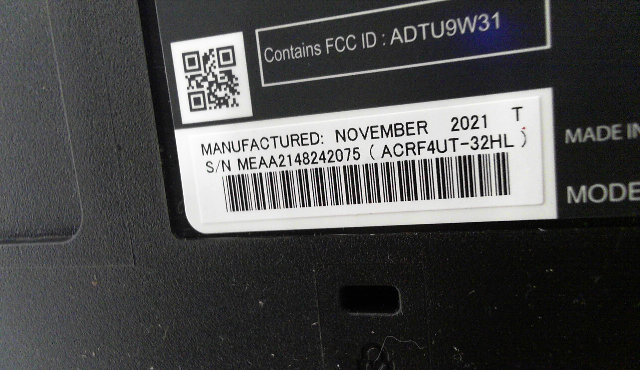 Contains FCC ID : ADTU9W31
MANUFACTURED: NOVEMBER 2021 T
S/N MEAA2148242075 ( ACRF4UT-32HL )
MADE IN
MODE